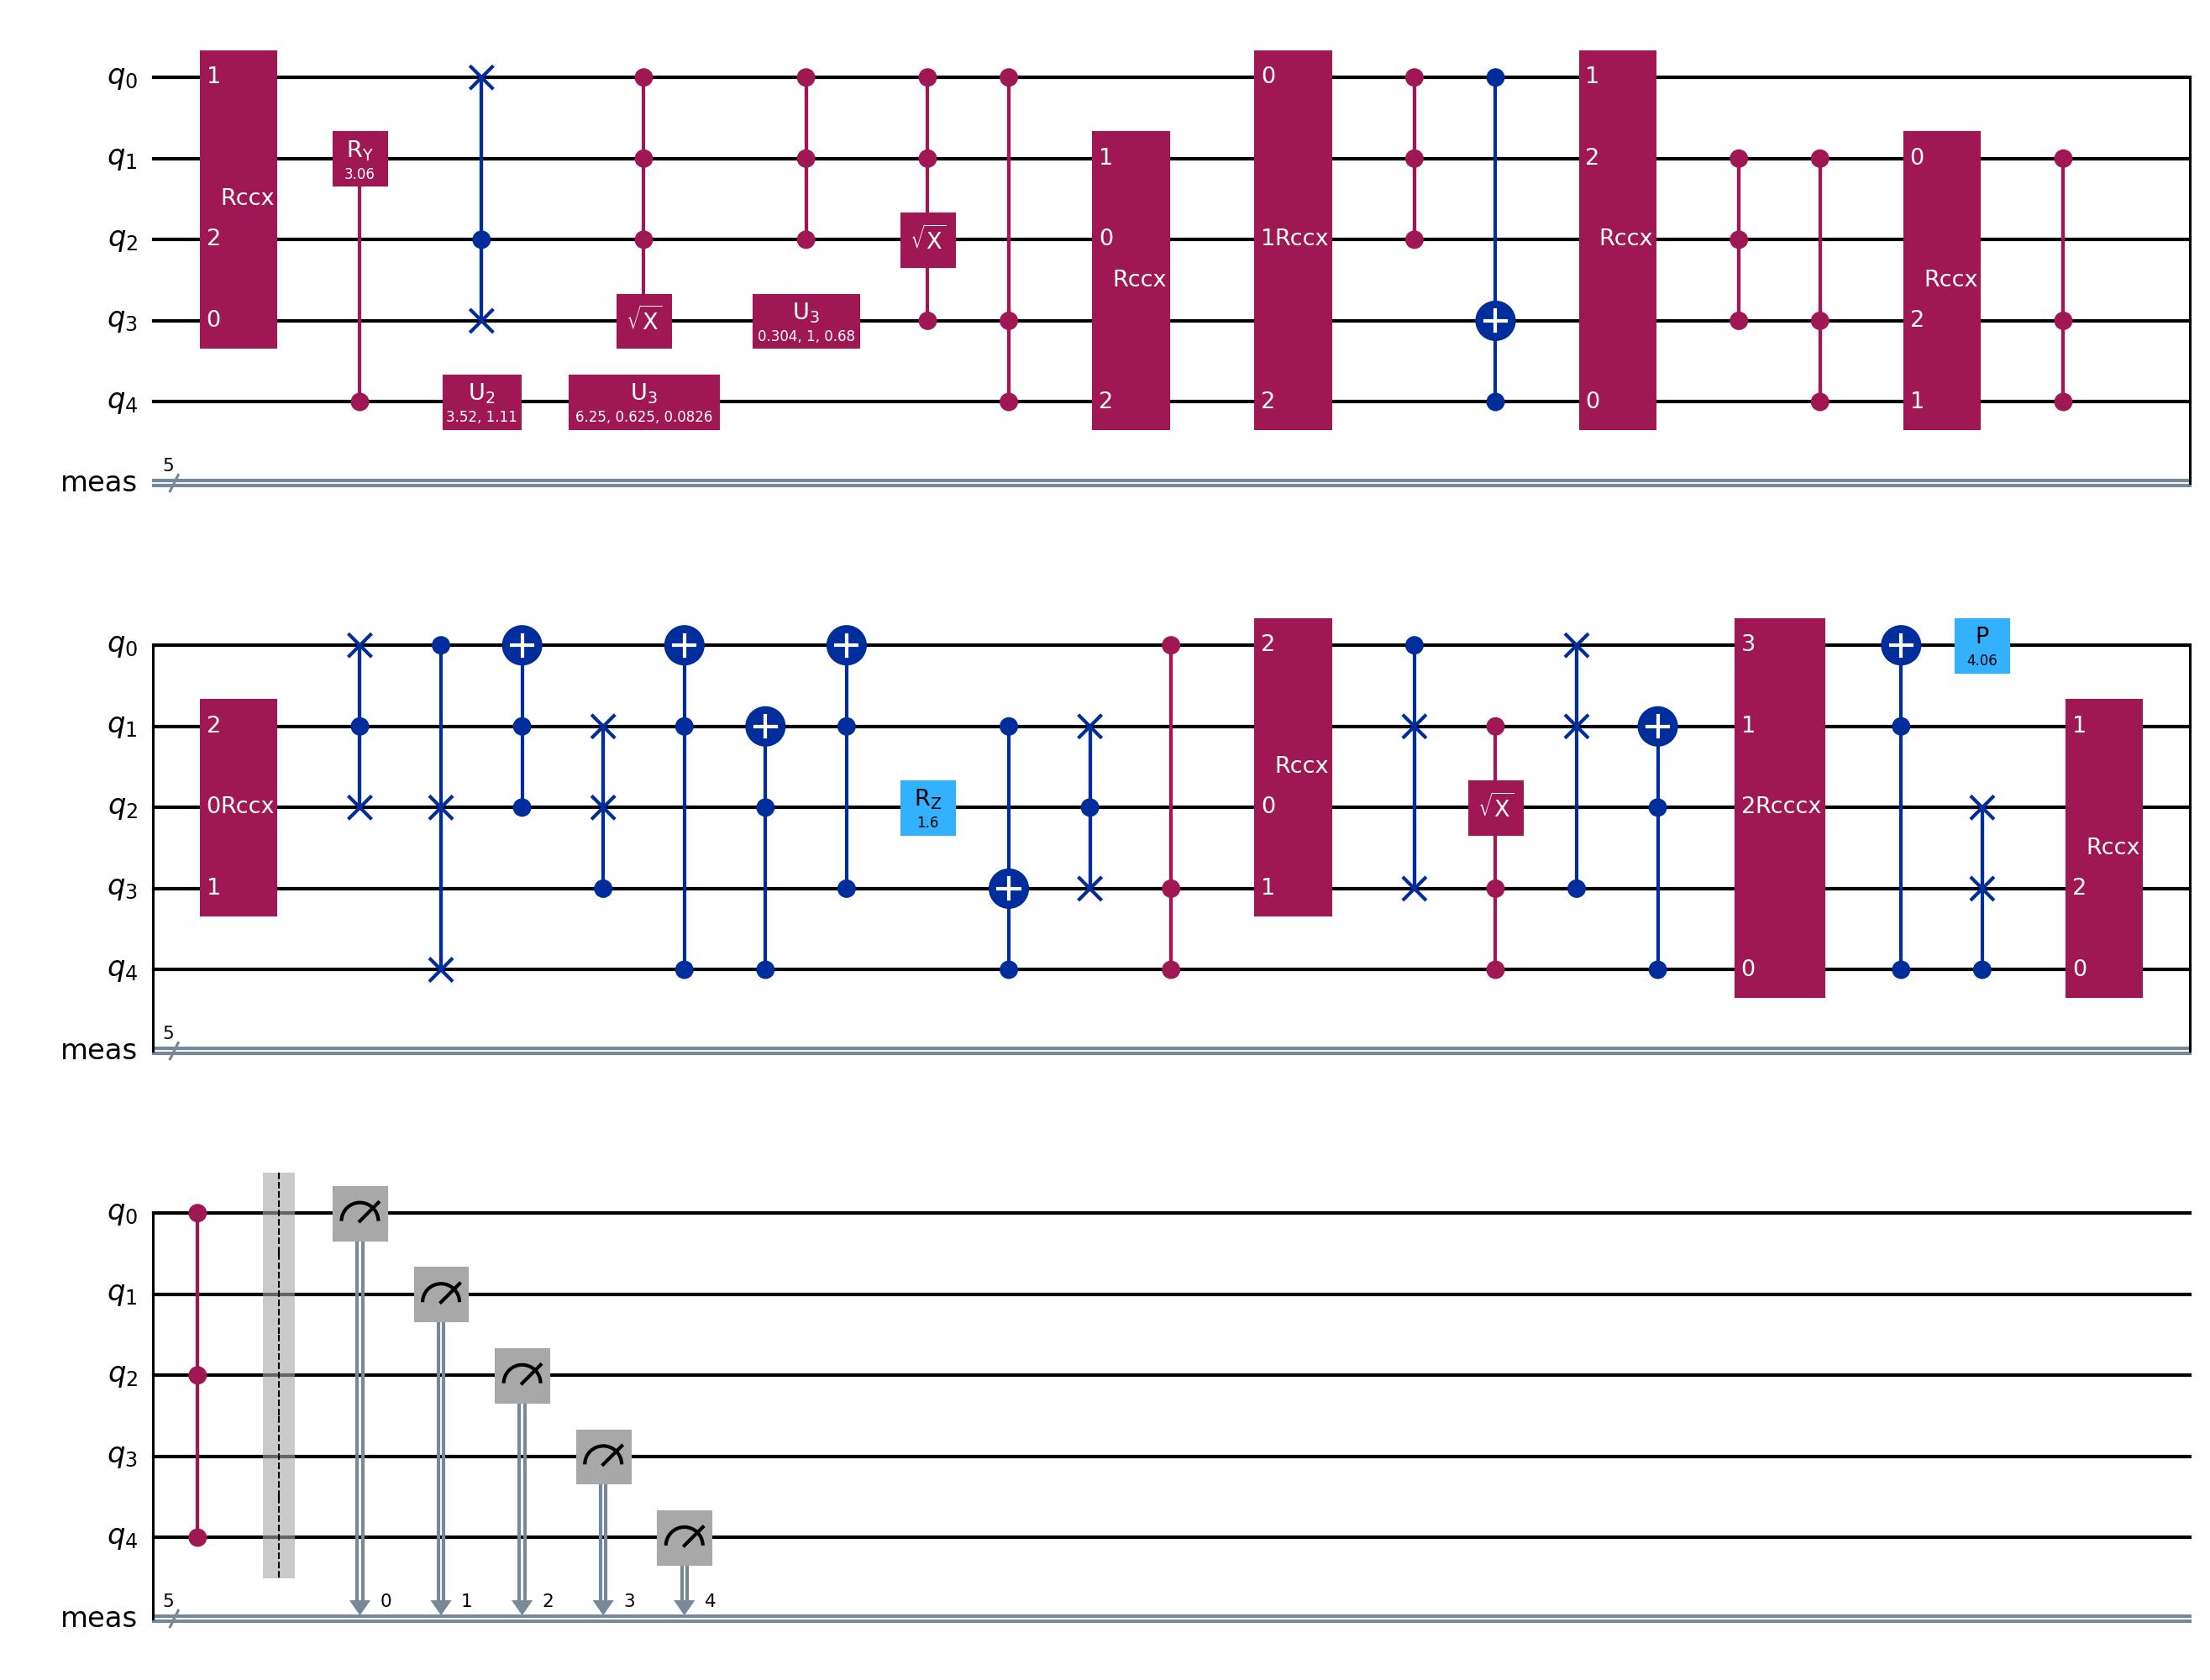 q0 1
RY
q1 3.06
Rccx
q2 2 √X 0 1Rccx Rccx
Rccx Rccx
U3
q3 0 √X 0.304, 1, 0.68 2
U2 U3
q4 3.52, 1.11 6.25, 0.625, 0.0826 2 2 0 1
1 0 1
1 2 0
5
meas
q0 2 3 P
4.06
q1 2 1 1
Rccx
RZ
q2 0Rccx 1.6 0 √X 2Rcccx
Rccx
q3 1 1 2
q4 0 0
5
meas
q0
q1
q2
q3
q4
5 0 1 2 3 4
meas